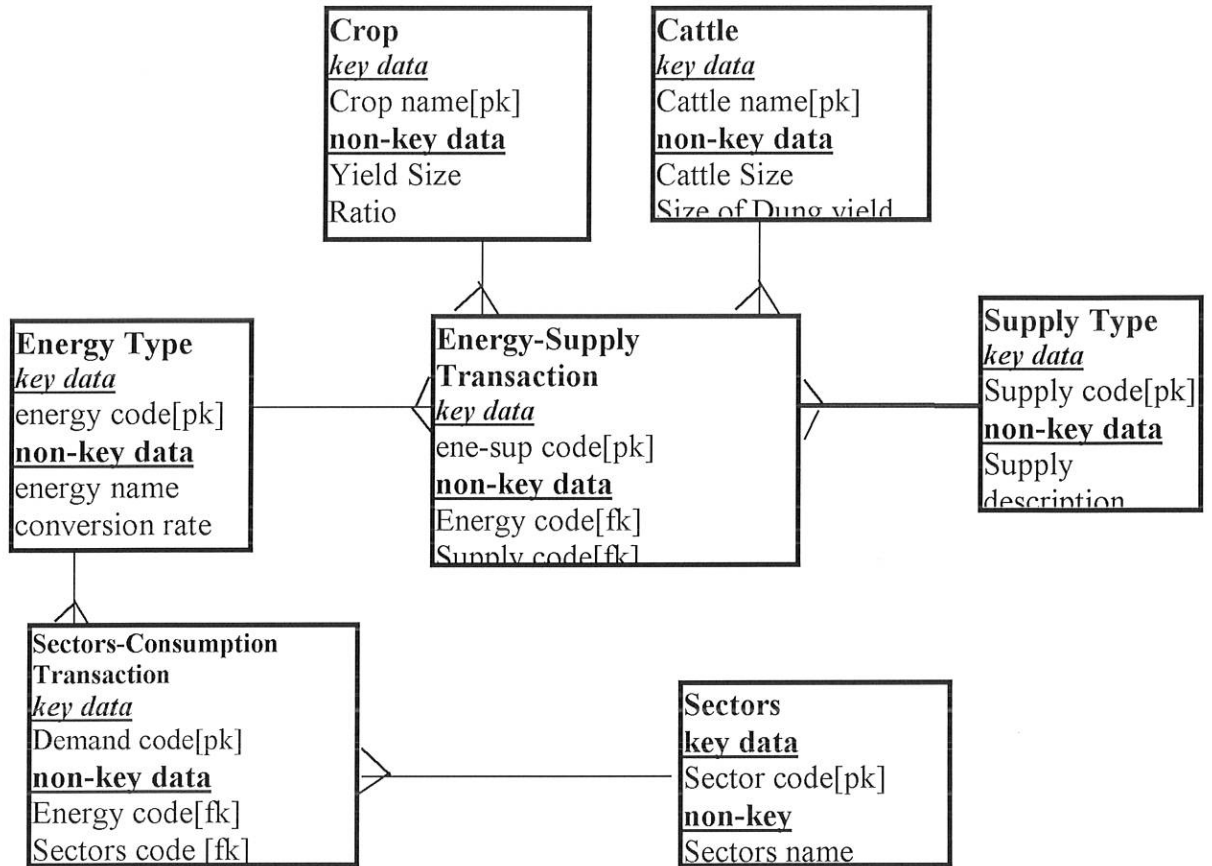 Crop
key data
Crop name[pk]
non-key data
Yield Size
Ratio
Cattle
key data
Cattle name[pk]
non-key data
Cattle Size
Size of Dung yield
Energy Type
key data
energy code[pk]
non-key data
energy name
conversion rate
Energy-Supply
Transaction
key data
ene-sup code[pk]
non-key data
Energy code[fk]
Supply code[fk]
Supply Type
key data
Supply code[pk]
non-key data
Supply
description
Sectors-Consumption
Transaction
key data
Demand code[pk]
non-key data
Energy code[fk]
Sectors code [fk]
Sectors
key data
Sector code[pk]
non-key
Sectors name